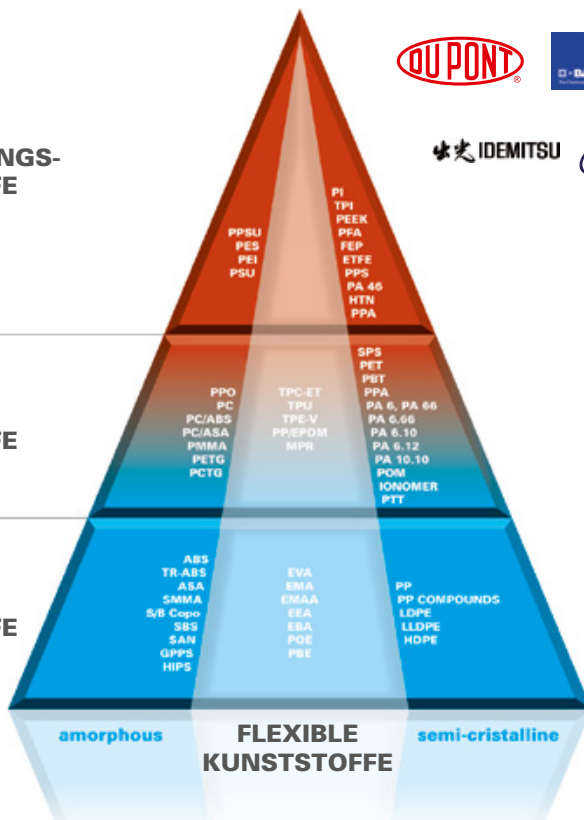 DU PONT
®
NGS-
FE
出光 IDEMITSU
PPSU
PES
PEI
PSU
PI
TPI
PEEK
PFA
FEP
ETFE
PPS
PA 46
HTN
PPA
FE
PPO
PC
PC/ABS
PC/ASA
PMMA
PETG
PCTG
TPC-ET
TPU
TPE-V
PP/EPDM
MPR
SPS
PET
PBT
PPA
PA 6, PA 66
PA 6.66
PA 6.10
PA 6.12
PA 10.10
POM
IONOMER
PTT
FE
ABS
TR-ABS
ASA
SMMA
S/B Copo
SBS
SAN
GPPS
HIPS
EVA
EMA
EMAA
EEA
EBA
POE
PBE
PP
PP COMPOUNDS
LDPE
LLDPE
HDPE
amorphous
FLEXIBLE
KUNSTSTOFFE
semi-cristalline